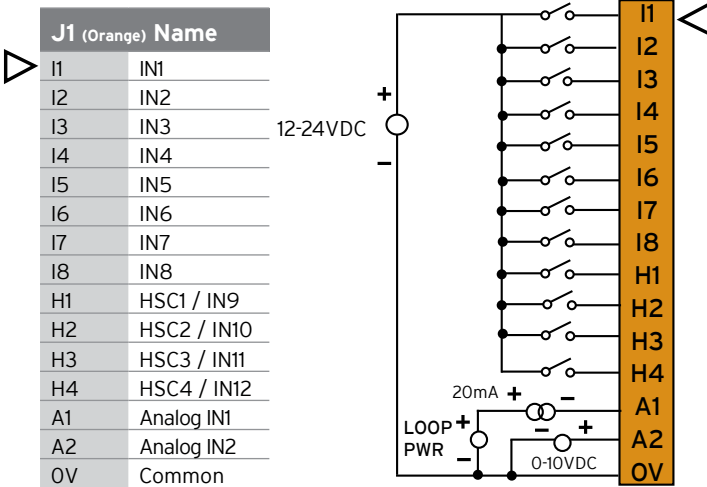 J1 (Orange) Name
I1 IN1
I2 IN2
I3 IN3
I4 IN4
I5 IN5
I6 IN6
I7 IN7
I8 IN8
H1 HSC1 / IN9
H2 HSC2 / IN10
H3 HSC3 / IN11
H4 HSC4 / IN12
A1 Analog IN1
A2 Analog IN2
0V Common
12-24VDC
+
−
I1
I2
I3
I4
I5
I6
I7
I8
H1
H2
H3
H4
A1
A2
0V
20mA + −
LOOP +
PWR −
− +
0-10VDC